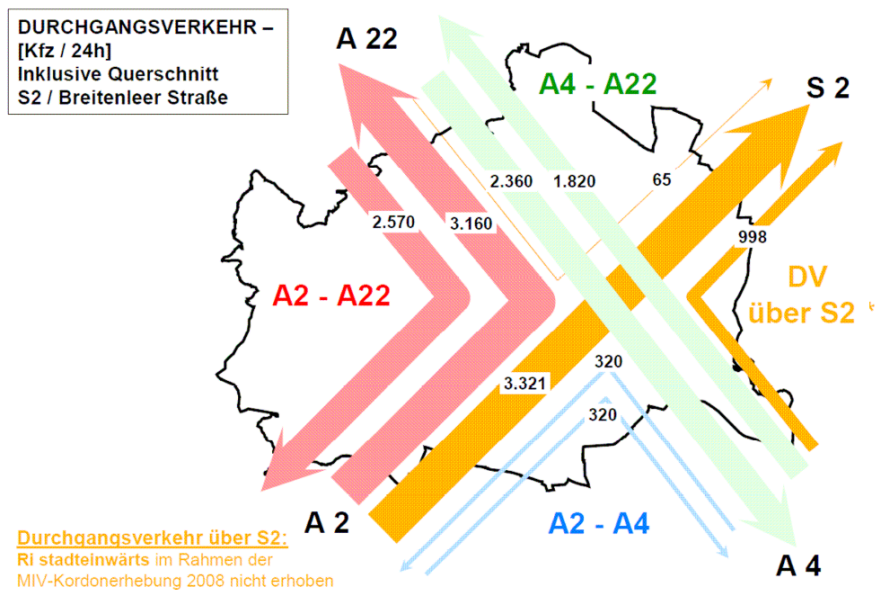 DURCHGANGSVERKEHR –
[Kfz / 24h]
Inklusive Querschnitt
S2 / Breitenleer Straße
A 22
A4 - A22
S 2
2.360
1.820
65
2.570
3.160
998
A2 - A22
DV
über S2
3.321
320
320
A 2
A2 - A4
A 4
Durchgangsverkehr über S2:
Ri stadteinwärts im Rahmen der
MIV-Kordonerhebung 2008 nicht erhoben